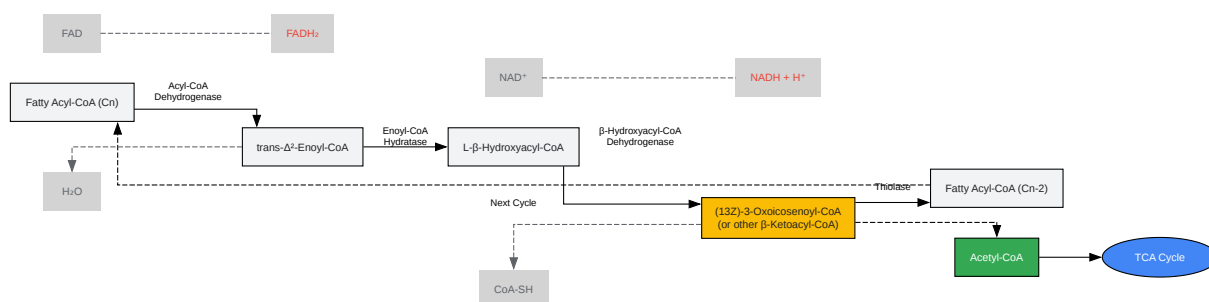 FAD
FADH₂
NAD⁺
NADH + H⁺
Acyl-CoA
Dehydrogenase
Fatty Acyl-CoA (Cn)
Enoyl-CoA
Hydratase
β-Hydroxyacyl-CoA
Dehydrogenase
trans-Δ²-Enoyl-CoA
L-β-Hydroxyacyl-CoA
H₂O
Thiolase
Fatty Acyl-CoA (Cn-2)
Next Cycle
(13Z)-3-Oxoicosenoyl-CoA
(or other β-Ketoacyl-CoA)
Acetyl-CoA
TCA Cycle
CoA-SH